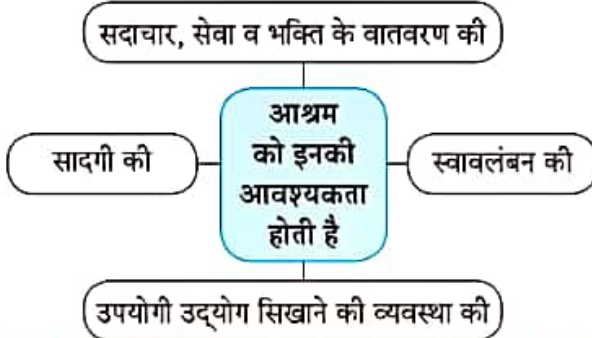 सदाचार, सेवा व भक्ति के वातवरण की
आश्रम
को इनकी
आवश्यकता
होती है
सादगी की
स्वावलंबन की
उपयोगी उद्‌योग सिखाने की व्यवस्था की